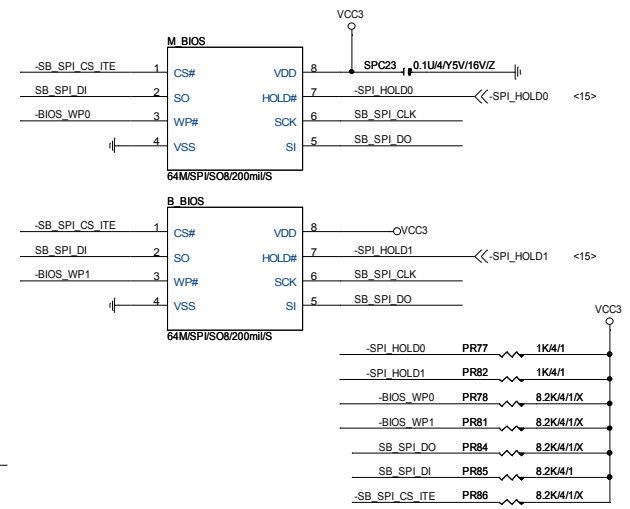 VCC3
M_BIOS
-SB_SPI_CS_ITE 1 CS# VDD 8 SPC23 0.1U/4/Y5V/16V/Z
SB_SPI_DI 2 SO HOLD# 7 -SPI_HOLD0 -SPI_HOLD0 <15>
-BIOS_WP0 3 WP# SCK 6 SB_SPI_CLK
4 VSS SI 5 SB_SPI_DO
64M/SPI/SO8/200mil/S
B_BIOS
-SB_SPI_CS_ITE 1 CS# VDD 8 VCC3
SB_SPI_DI 2 SO HOLD# 7 -SPI_HOLD1 -SPI_HOLD1 <15>
-BIOS_WP1 3 WP# SCK 6 SB_SPI_CLK
4 VSS SI 5 SB_SPI_DO
64M/SPI/SO8/200mil/S
VCC3
-SPI_HOLD0 PR77 1K/4/1
-SPI_HOLD1 PR82 1K/4/1
-BIOS_WP0 PR78 8.2K/4/1/X
-BIOS_WP1 PR81 8.2K/4/1/X
SB_SPI_DO PR84 8.2K/4/1/X
SB_SPI_DI PR85 8.2K/4/1
-SB_SPI_CS_ITE PR86 8.2K/4/1/X